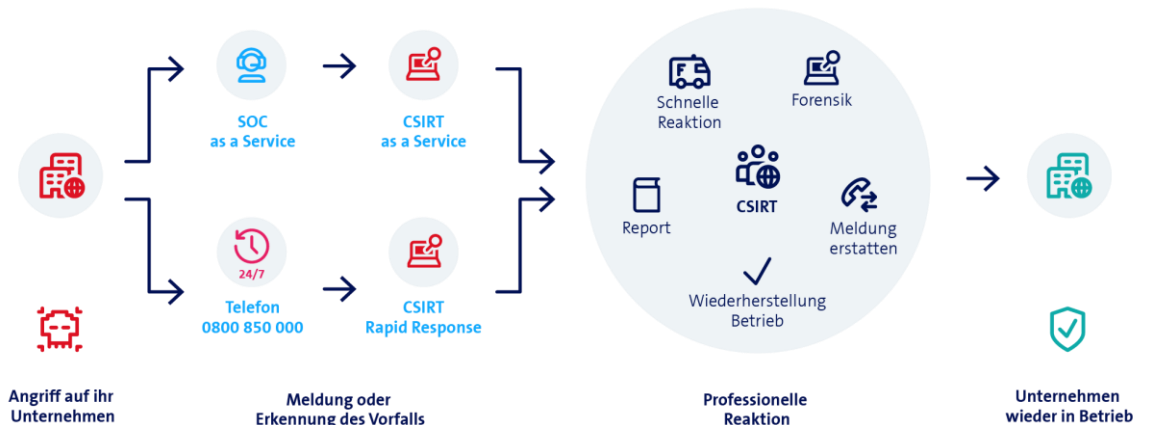 SOC
as a Service
CSIRT
as a Service
24/7
Telefon
0800 850 000
CSIRT
Rapid Response
F
Schnelle
Reaktion
Forensik
CSIRT
Report
Meldung
erstatten
Wiederherstellung
Betrieb
Angriff auf ihr
Unternehmen
Meldung oder
Erkennung des Vorfalls
Professionelle
Reaktion
Unternehmen
wieder in Betrieb